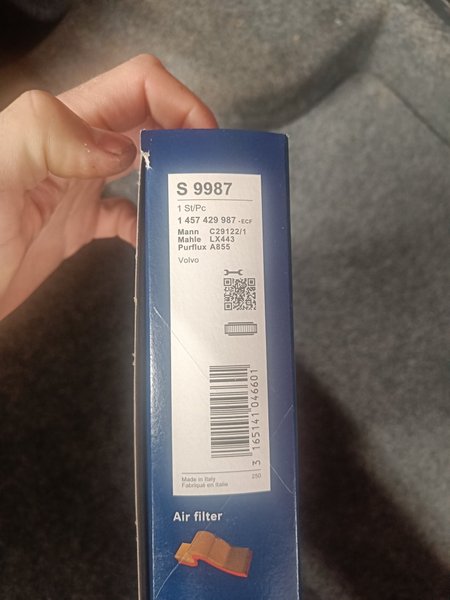 S 9987
1 St/Pc
1 457 429 987 -ECF
Mann C29122/1
Mahle LX443
Purflux A855
Volvo
3 165141 046601
Made in Italy 250
Fabriqué en Italie
Air filter